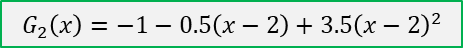 G₂(x) = −1 − 0.5(x − 2) + 3.5(x − 2)²